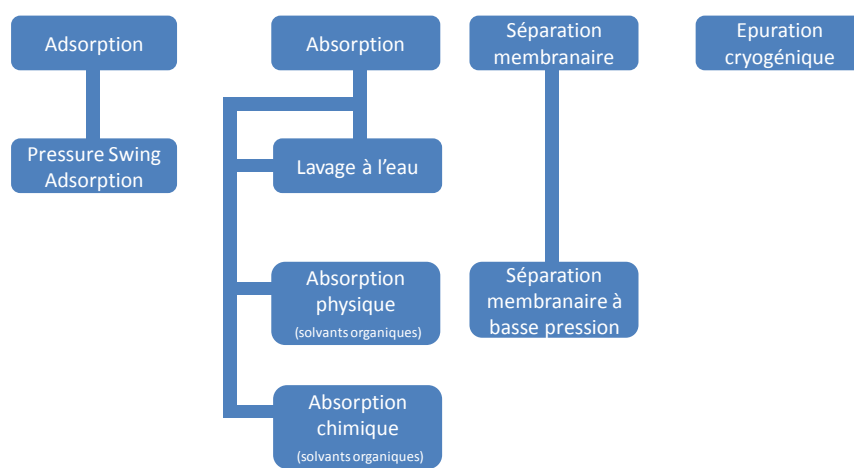 Adsorption
Absorption
Séparation
membranaire
Epuration
cryogénique
Pressure Swing
Adsorption
Lavage à l'eau
Absorption
physique
(solvants organiques)
Séparation
membranaire à
basse pression
Absorption
chimique
(solvants organiques)